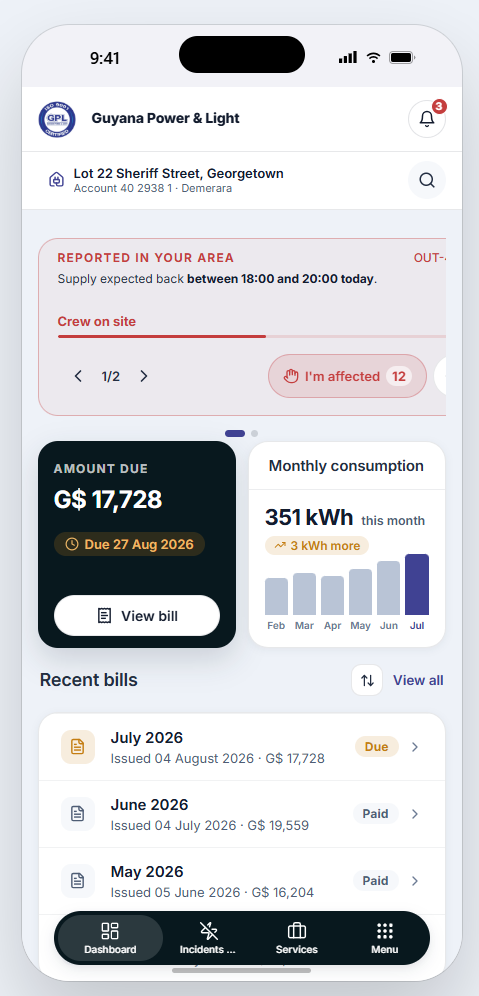 9:41
ISO 9001
GPL
CERTIFIED
Guyana Power & Light
3
Lot 22 Sheriff Street, Georgetown
Account 40 2938 1 · Demerara
REPORTED IN YOUR AREA
OUT-
Supply expected back between 18:00 and 20:00 today.
Crew on site
1/2
I'm affected 12
AMOUNT DUE
G$ 17,728
Due 27 Aug 2026
View bill
Monthly consumption
351 kWh this month
3 kWh more
Feb Mar Apr May Jun Jul
Recent bills
View all
July 2026
Issued 04 August 2026 · G$ 17,728
Due
June 2026
Issued 04 July 2026 · G$ 19,559
Paid
May 2026
Issued 05 June 2026 · G$ 16,204
Paid
Dashboard
Incidents ...
Services
Menu